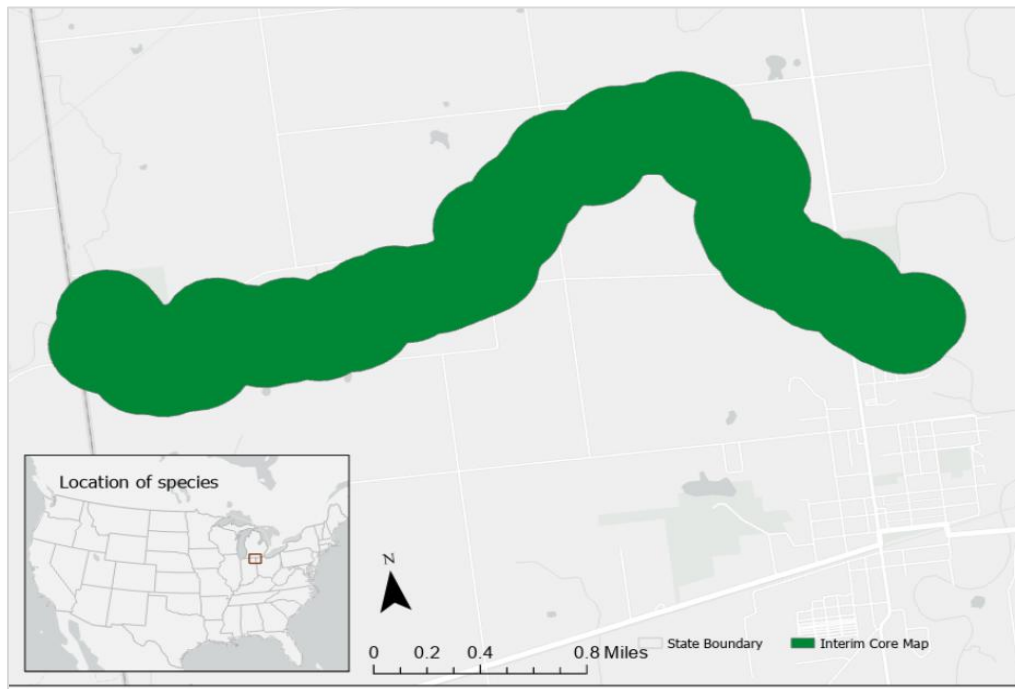 Location of species
N
0 0.2 0.4 0.8 Miles
State Boundary
Interim Core Map